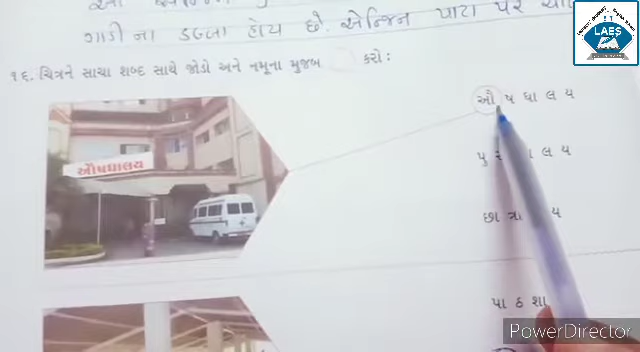 ગાડી ના ડબ્બા હોય છે. એન્જિન પાટા પર
૧૬. ચિત્રને સાચા શબ્દ સાથે જોડો અને નમૂના મુજબ કરો :
ઔ ષ ધા લ ય
ઔષધાલય
પુ લ ય
છા ત્રા ય
પા ઠ શા
LAES
PowerDirector